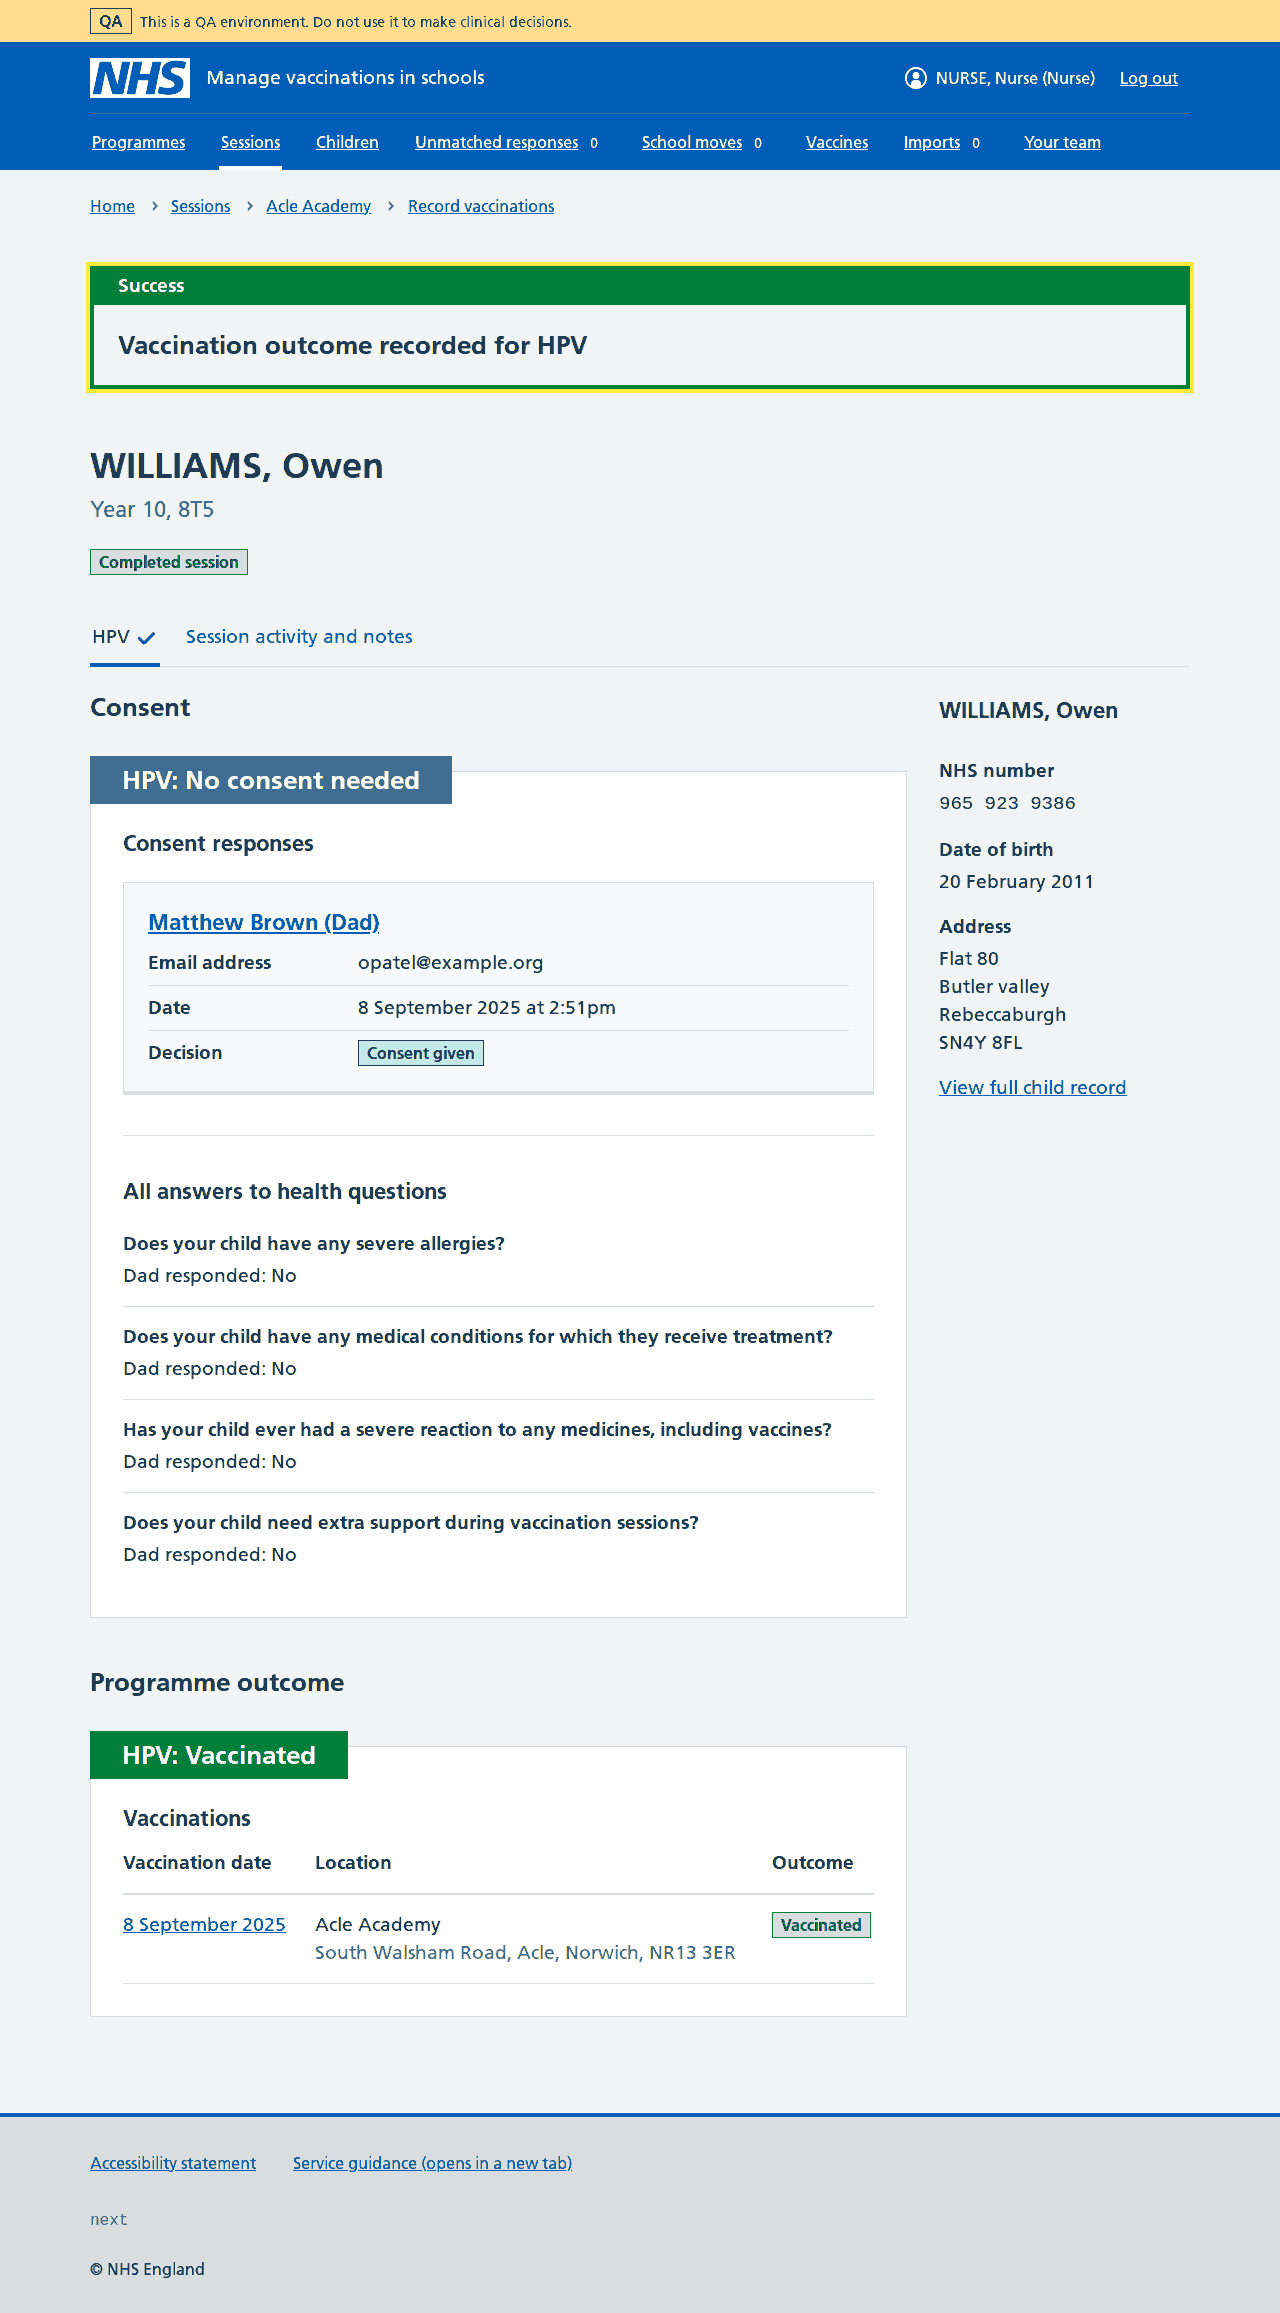 QA This is a QA environment. Do not use it to make clinical decisions.
NHS Manage vaccinations in schools NURSE, Nurse (Nurse) Log out
Programmes Sessions Children Unmatched responses 0 School moves 0 Vaccines Imports 0 Your team
Home Sessions Acle Academy Record vaccinations
Success
Vaccination outcome recorded for HPV
WILLIAMS, Owen
Year 10, 8T5
Completed session
HPV Session activity and notes
Consent
HPV: No consent needed
Consent responses
Matthew Brown (Dad)
Email address opatel@example.org
Date 8 September 2025 at 2:51pm
Decision Consent given
All answers to health questions
Does your child have any severe allergies?
Dad responded: No
Does your child have any medical conditions for which they receive treatment?
Dad responded: No
Has your child ever had a severe reaction to any medicines, including vaccines?
Dad responded: No
Does your child need extra support during vaccination sessions?
Dad responded: No
WILLIAMS, Owen
NHS number
965 923 9386
Date of birth
20 February 2011
Address
Flat 80
Butler valley
Rebeccaburgh
SN4Y 8FL
View full child record
Programme outcome
HPV: Vaccinated
Vaccinations
Vaccination date Location Outcome
8 September 2025 Acle Academy Vaccinated
South Walsham Road, Acle, Norwich, NR13 3ER
Accessibility statement Service guidance (opens in a new tab)
next
© NHS England